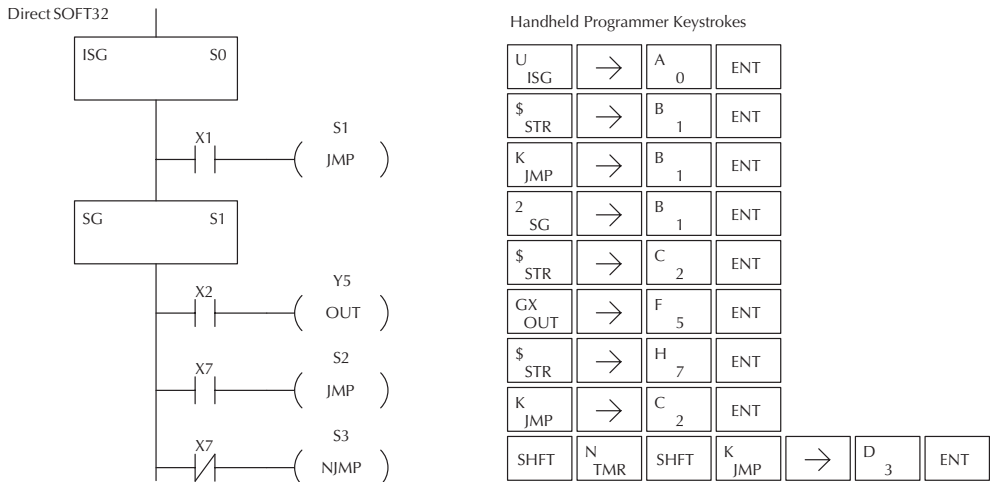 Direct SOFT32
ISG S0
X1
S1
JMP
SG S1
X2
Y5
OUT
X7
S2
JMP
X7
S3
NJMP
Handheld Programmer Keystrokes
U ISG → A 0 ENT
$ STR → B 1 ENT
K JMP → B 1 ENT
2 SG → B 1 ENT
$ STR → C 2 ENT
GX OUT → F 5 ENT
$ STR → H 7 ENT
K JMP → C 2 ENT
SHFT N TMR SHFT K JMP → D 3 ENT